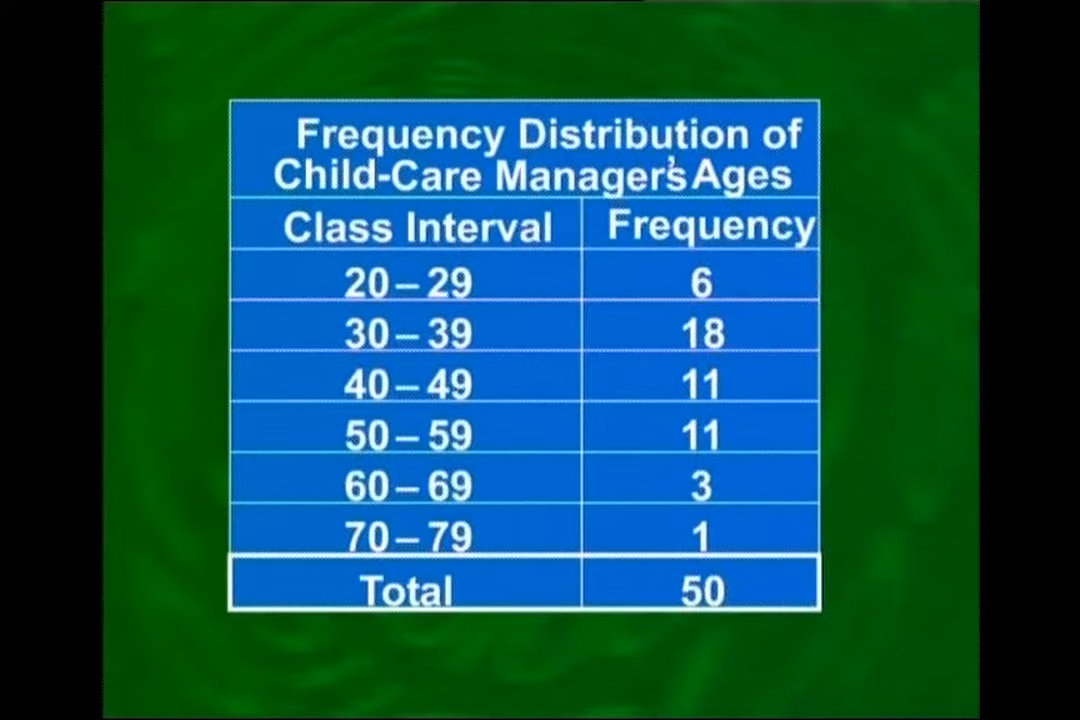 Frequency Distribution of
Child-Care Manager's Ages
Class Interval Frequency
20 – 29 6
30 – 39 18
40 – 49 11
50 – 59 11
60 – 69 3
70 – 79 1
Total 50